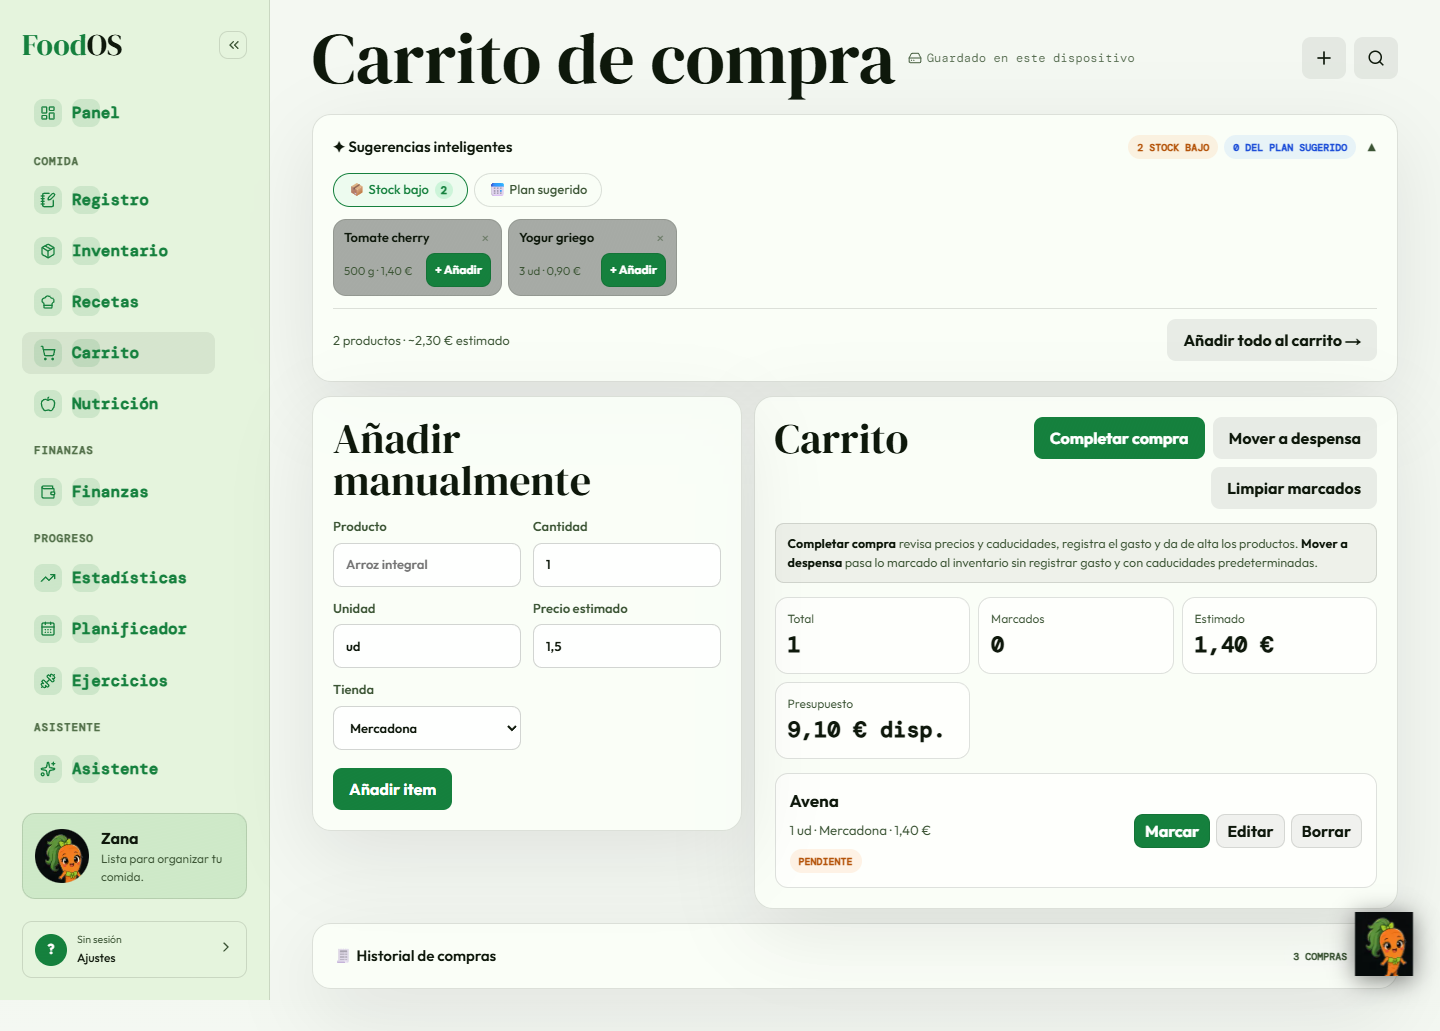 FoodOS
Panel
COMIDA
Registro
Inventario
Recetas
Carrito
Nutrición
FINANZAS
Finanzas
PROGRESO
Estadísticas
Planificador
Ejercicios
ASISTENTE
Asistente
Zana
Lista para organizar tu
comida.
?
Sin sesión
Ajustes
Carrito de compra
Guardado en este dispositivo
✦ Sugerencias inteligentes
2 STOCK BAJO
0 DEL PLAN SUGERIDO
▲
Stock bajo 2
Plan sugerido
Tomate cherry ×
500 g · 1,40 €
+ Añadir
Yogur griego ×
3 ud · 0,90 €
+ Añadir
2 productos · ~2,30 € estimado
Añadir todo al carrito →
Añadir
manualmente
Producto
Cantidad
Arroz integral
1
Unidad
Precio estimado
ud
1,5
Tienda
Mercadona
Añadir item
Carrito
Completar compra
Mover a despensa
Limpiar marcados
Completar compra revisa precios y caducidades, registra el gasto y da de alta los productos. Mover a
despensa pasa lo marcado al inventario sin registrar gasto y con caducidades predeterminadas.
Total
1
Marcados
0
Estimado
1,40 €
Presupuesto
9,10 € disp.
Avena
1 ud · Mercadona · 1,40 €
PENDIENTE
Marcar
Editar
Borrar
Historial de compras
3 COMPRAS